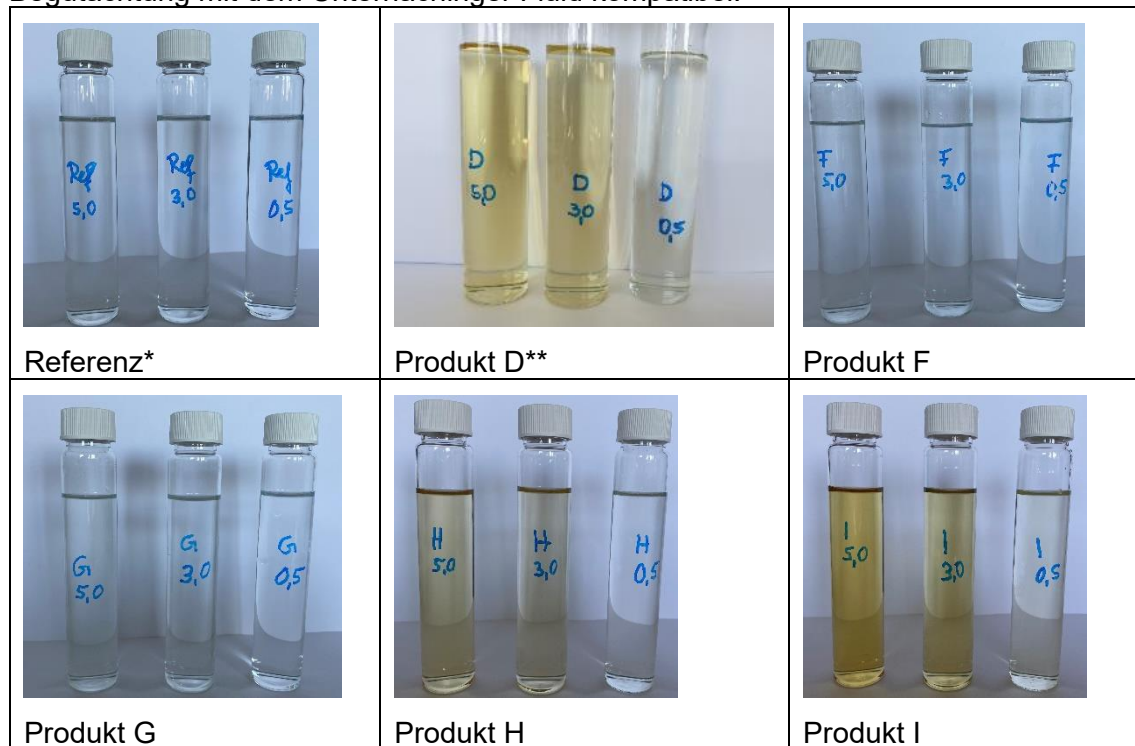 Begutachtung mit dem Unterhachinger Fluid kompatibel.
Ref
5,0
Ref
3,0
Ref
0,5
Referenz*
D
5,0
D
3,0
D
0,5
Produkt D**
F
5,0
F
3,0
F
0,5
Produkt F
G
5,0
G
3,0
G
0,5
Produkt G
H
5,0
H
3,0
H
0,5
Produkt H
I
5,0
I
3,0
I
0,5
Produkt I